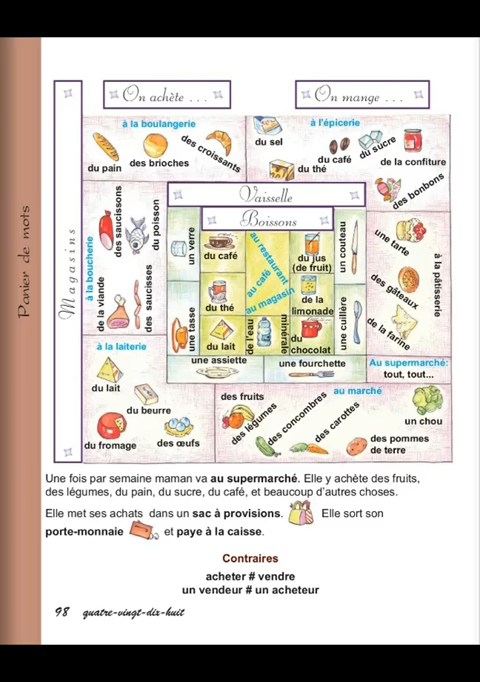 Panier de mots
On achète ...
On mange ...
Magasins
à la boulangerie
du pain
des brioches
des croissants
à l'épicerie
du sel
du café
du sucre
du thé
de la confiture
des bonbons
à la boucherie
des saucissons
du poisson
de la viande
des saucisses
Vaisselle
Boissons
un verre
du café
au restaurant
au café
au magasin
du jus
(de fruit)
un couteau
du thé
de la
limonade
une tasse
du lait
de l'eau
minérale
du
chocolat
une cuillère
une assiette
une fourchette
à la pâtisserie
une tarte
des gâteaux
de la farine
à la laiterie
du lait
du beurre
du fromage
des œufs
Au supermarché:
tout, tout...
au marché
des fruits
des légumes
des concombres
des carottes
un chou
des pommes
de terre
Une fois par semaine maman va au supermarché. Elle y achète des fruits,
des légumes, du pain, du sucre, du café, et beaucoup d'autres choses.
Elle met ses achats dans un sac à provisions. Elle sort son
porte-monnaie et paye à la caisse.
Contraires
acheter # vendre
un vendeur # un acheteur
98 quatre-vingt-dix-huit